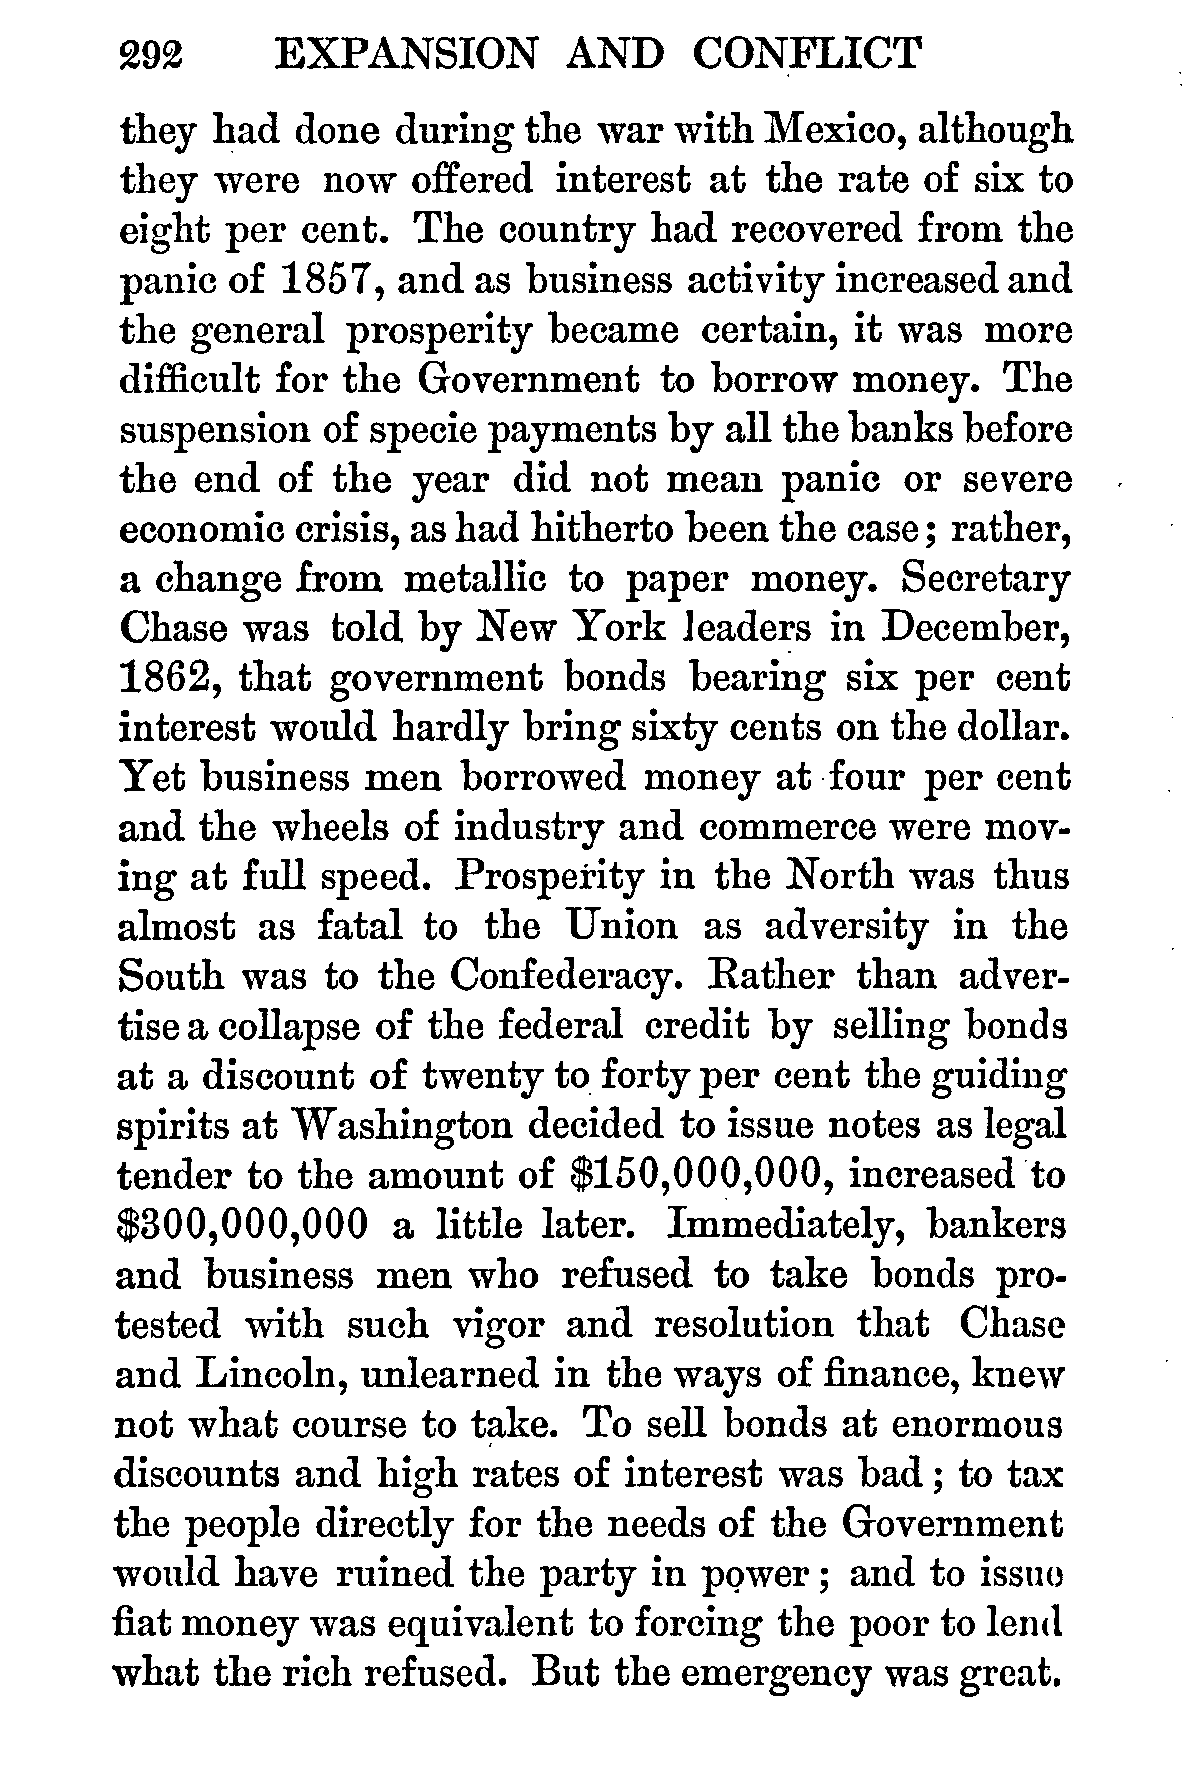 292 EXPANSION AND CONFLICT
they had done during the war with Mexico, although
they were now offered interest at the rate of six to
eight per cent. The country had recovered from the
panic of 1857, and as business activity increased and
the general prosperity became certain, it was more
difficult for the Government to borrow money. The
suspension of specie payments by all the banks before
the end of the year did not mean panic or severe
economic crisis, as had hitherto been the case; rather,
a change from metallic to paper money. Secretary
Chase was told by New York leaders in December,
1862, that government bonds bearing six per cent
interest would hardly bring sixty cents on the dollar.
Yet business men borrowed money at four per cent
and the wheels of industry and commerce were mov-
ing at full speed. Prosperity in the North was thus
almost as fatal to the Union as adversity in the
South was to the Confederacy. Rather than adver-
tise a collapse of the federal credit by selling bonds
at a discount of twenty to forty per cent the guiding
spirits at Washington decided to issue notes as legal
tender to the amount of $150,000,000, increased to
$300,000,000 a little later. Immediately, bankers
and business men who refused to take bonds pro-
tested with such vigor and resolution that Chase
and Lincoln, unlearned in the ways of finance, knew
not what course to take. To sell bonds at enormous
discounts and high rates of interest was bad; to tax
the people directly for the needs of the Government
would have ruined the party in power; and to issue
fiat money was equivalent to forcing the poor to lend
what the rich refused. But the emergency was great.